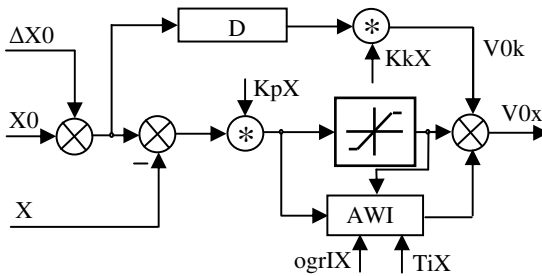 ΔX0
D
*
V0k
KkX
KpX
X0
*
V0x
X
AWI
ogrIX
TiX